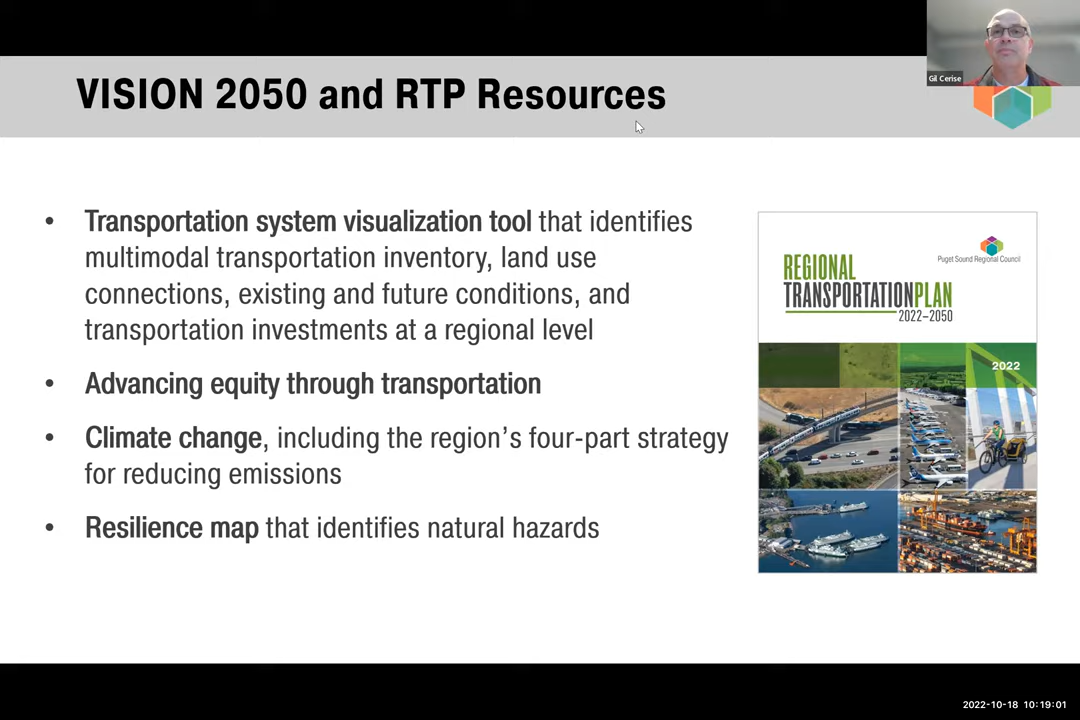 Gil Cerise
VISION 2050 and RTP Resources
• Transportation system visualization tool that identifies
multimodal transportation inventory, land use
connections, existing and future conditions, and
transportation investments at a regional level
• Advancing equity through transportation
• Climate change, including the region's four-part strategy
for reducing emissions
• Resilience map that identifies natural hazards
Puget Sound Regional Council
REGIONAL
TRANSPORTATIONPLAN
2022–2050
2022
2022-10-18 10:19:01